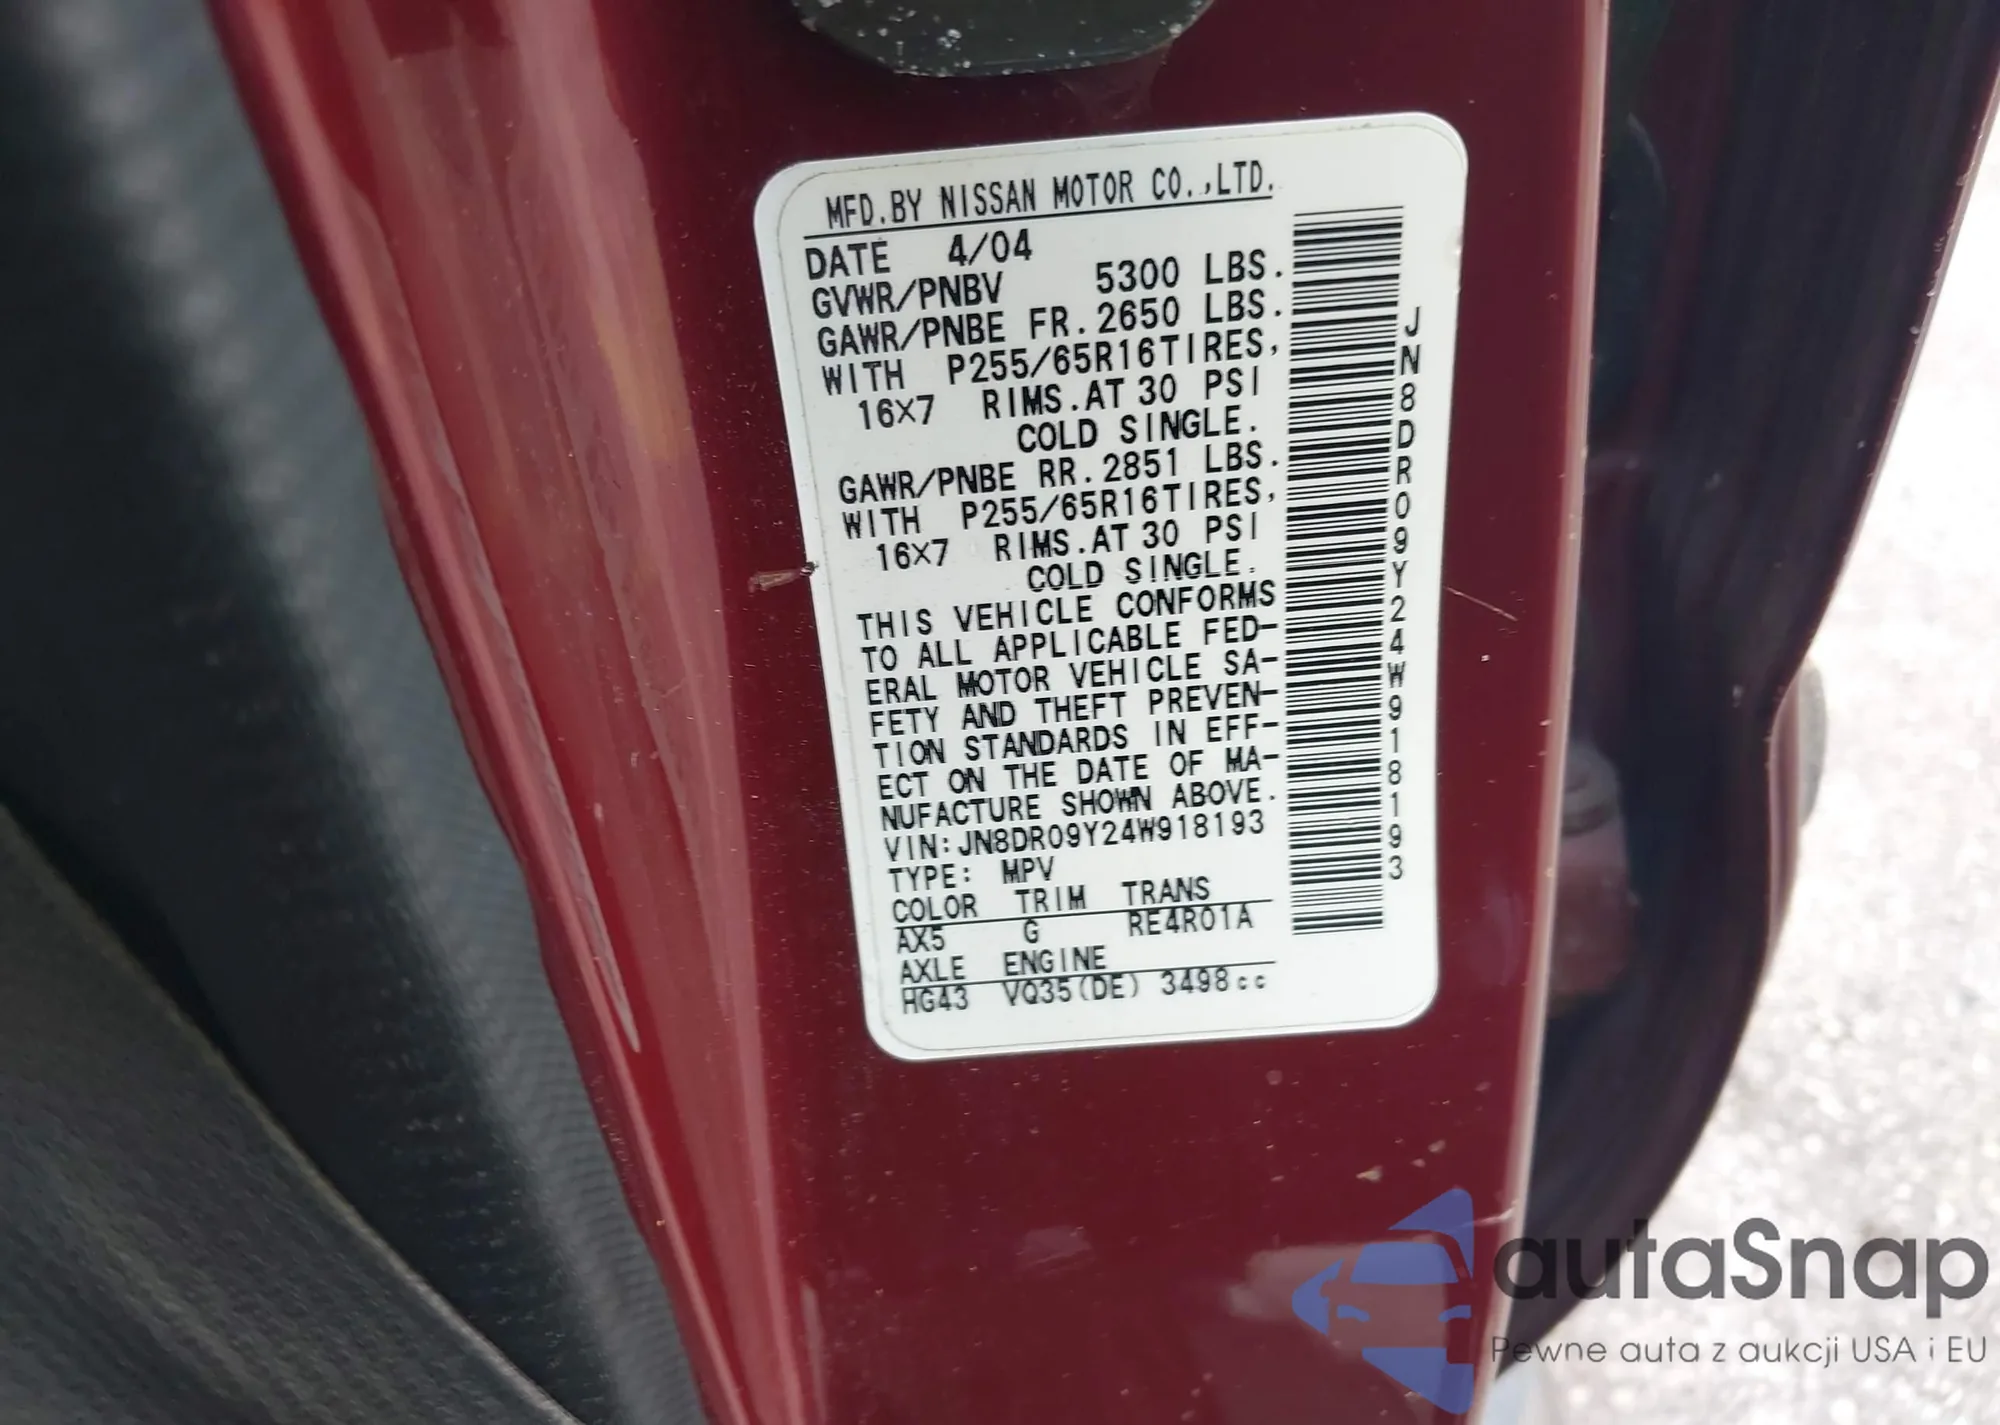 MFD.BY NISSAN MOTOR CO.,LTD.
DATE 4/04
GVWR/PNBV 5300 LBS.
GAWR/PNBE FR.2650 LBS.
WITH P255/65R16TIRES,
16×7 RIMS.AT 30 PSI
COLD SINGLE.
GAWR/PNBE RR.2851 LBS.
WITH P255/65R16TIRES,
16×7 RIMS.AT 30 PSI
COLD SINGLE.
THIS VEHICLE CONFORMS
TO ALL APPLICABLE FED-
ERAL MOTOR VEHICLE SA-
FETY AND THEFT PREVEN-
TION STANDARDS IN EFF-
ECT ON THE DATE OF MA-
NUFACTURE SHOWN ABOVE.
VIN:JN8DR09Y24W918193
TYPE: MPV
COLOR TRIM TRANS
AX5 G RE4R01A
AXLE ENGINE
HG43 VQ35(DE) 3498cc
JN8DR09Y24W918193
autaSnap
Pewne auta z aukcji USA i EU